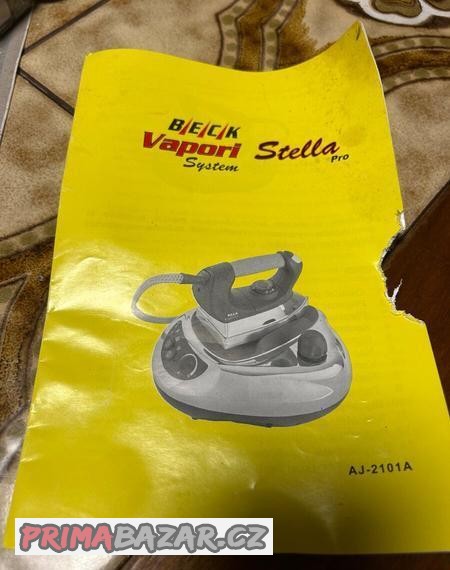 B/E/C/K
Vapori Stella
System Pro
AJ-2101A
PRIMABAZAR.CZ